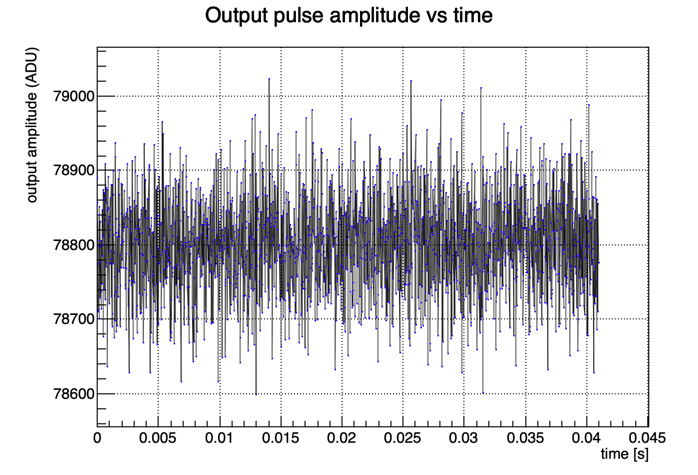 Output pulse amplitude vs time
output amplitude (ADU)
79000
78900
78800
78700
78600
0 0.005 0.01 0.015 0.02 0.025 0.03 0.035 0.04 0.045
time [s]